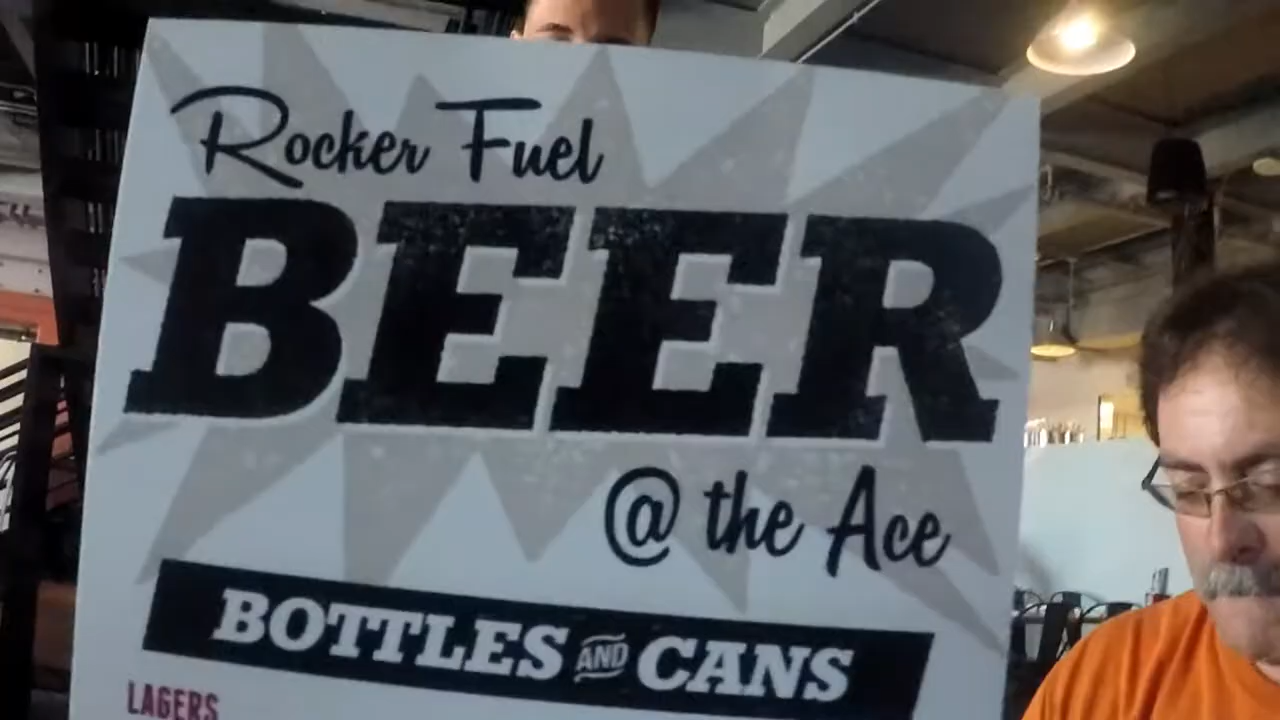 Rocker Fuel
BEER
@ the Ace
BOTTLES AND CANS
LAGERS